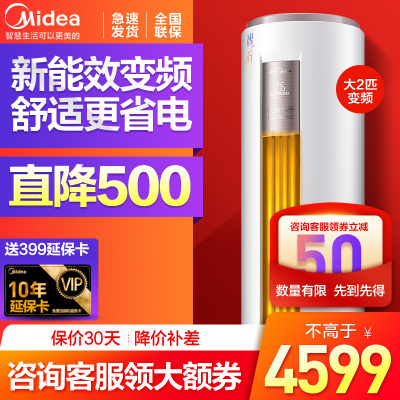 Midea
智慧生活可以更美的
急速发货
全国联保
新能效变频
舒适更省电
直降500
送399延保卡
Midea
VIP
10年
延保卡
大2匹
变频
咨询客服领券立减
50
数量有限 先到先得
保价30天 降价补差
不高于¥
咨询客服领大额券
4599